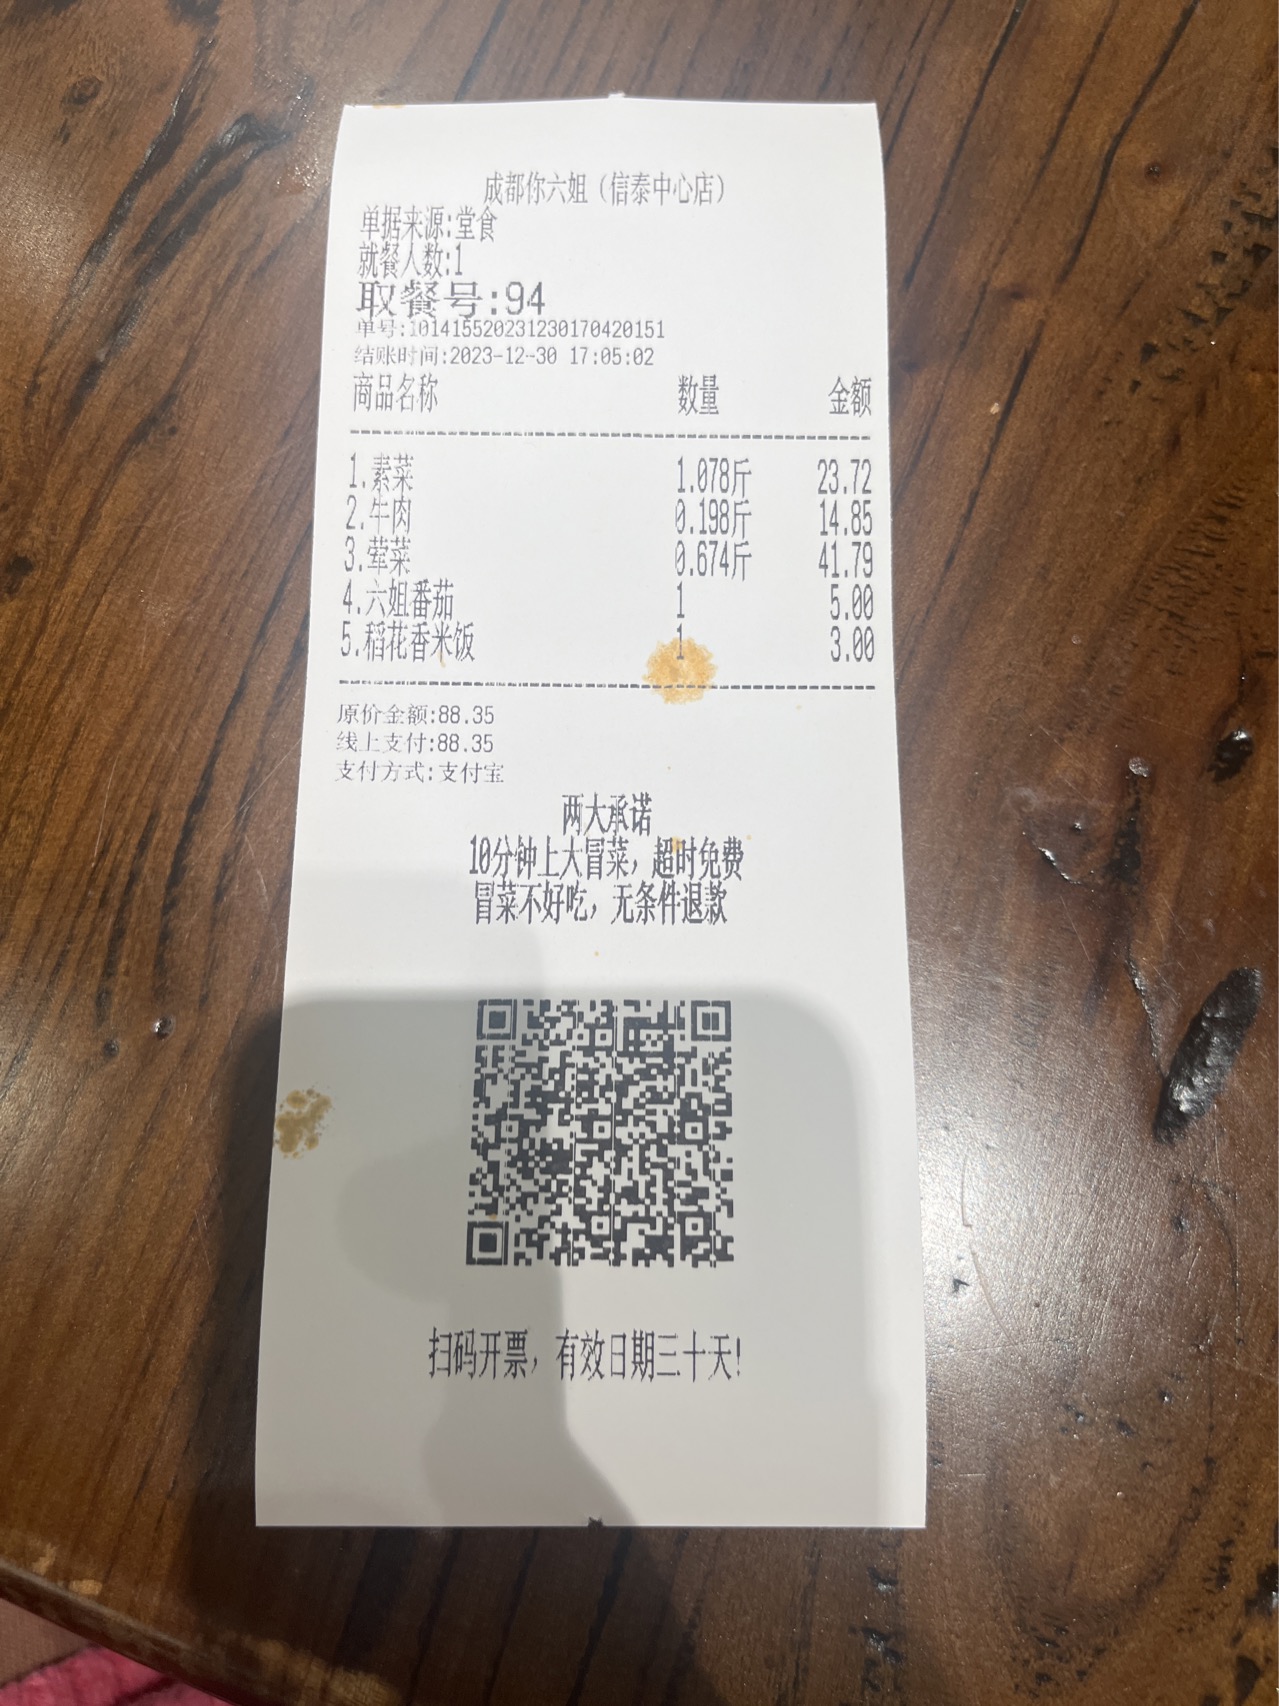 成都你六姐（信泰中心店）
单据来源:堂食
就餐人数:1
取餐号:94
单号:10141552023123017042​0151
结账时间:2023-12-30 17:05:02
商品名称 数量 金额
1.素菜 1.078斤 23.72
2.牛肉 0.198斤 14.85
3.荤菜 0.674斤 41.79
4.六姐番茄 1 5.00
5.稻花香米饭 1 3.00
原价金额:88.35
线上支付:88.35
支付方式:支付宝
两大承诺
10分钟上大冒菜，超时免费
冒菜不好吃，无条件退款
扫码开票，有效日期三十天!